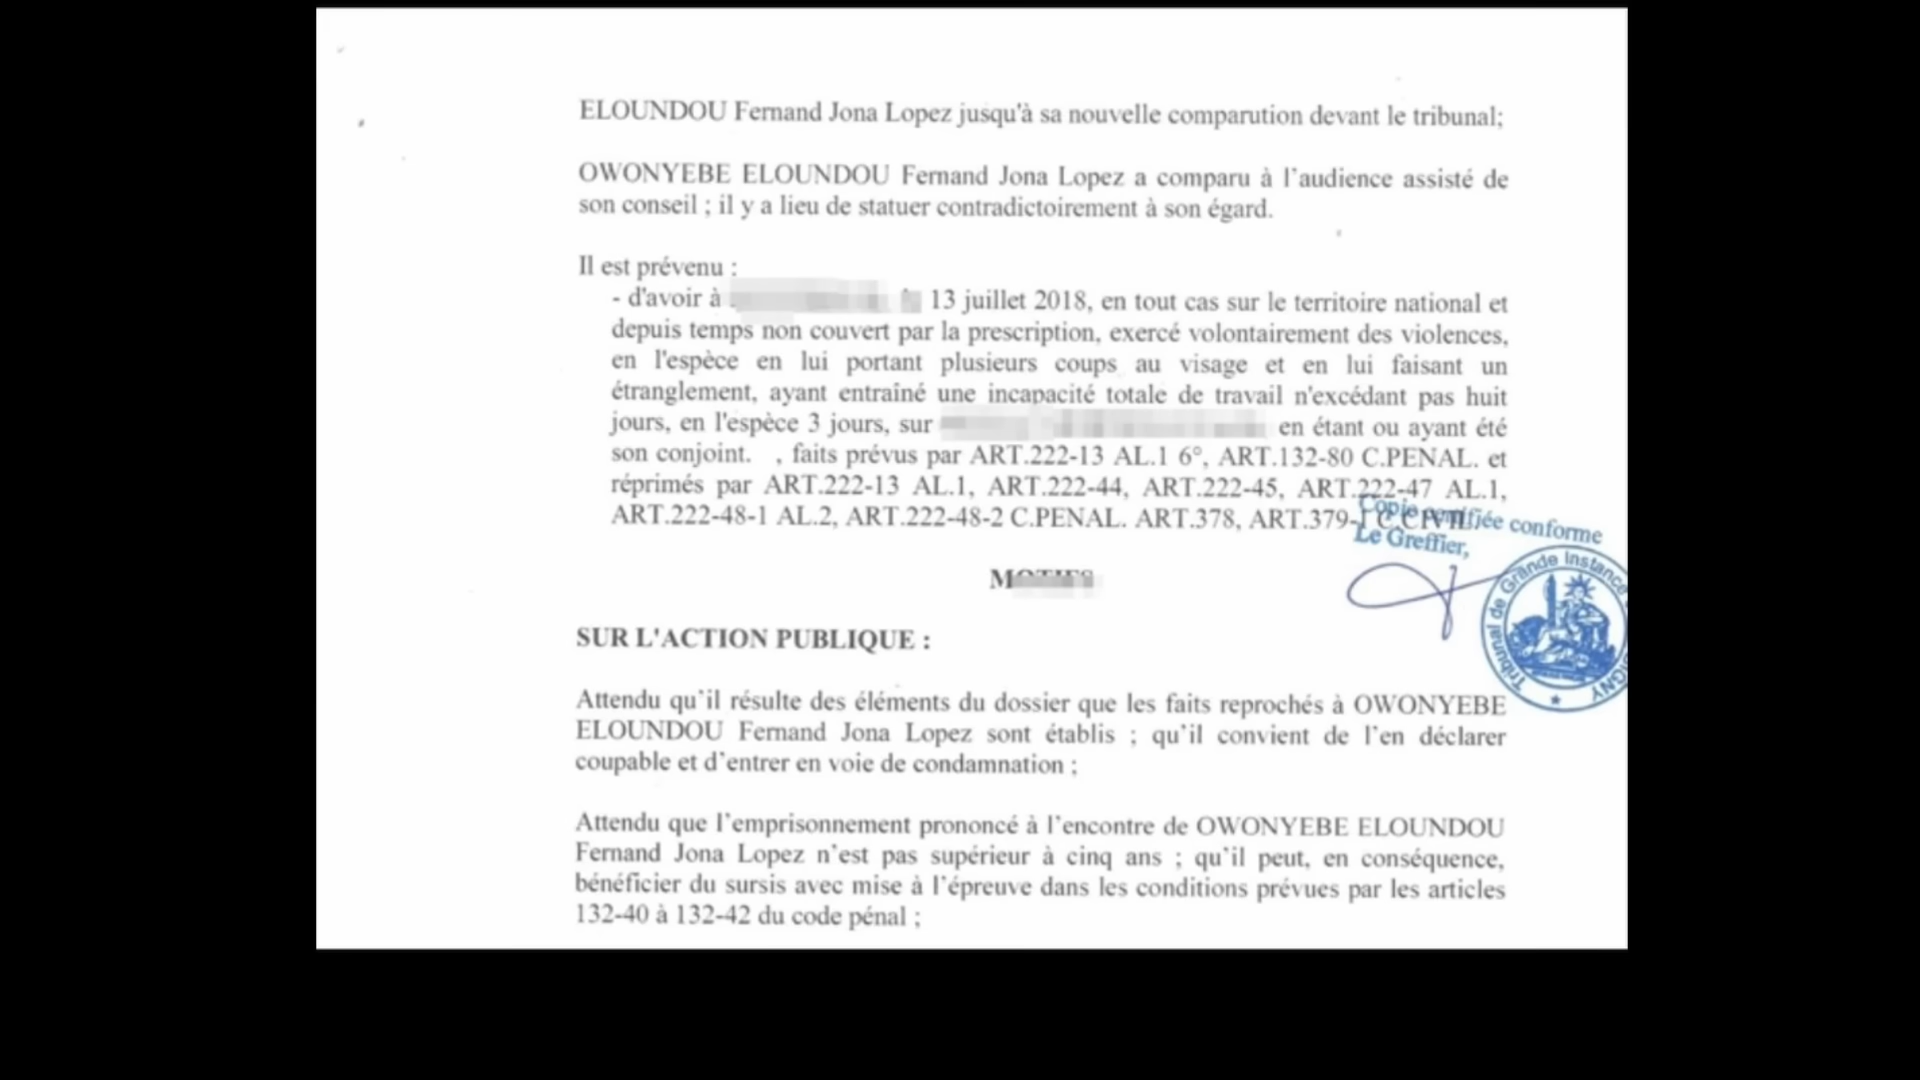 ELOUNDOU Fernand Jona Lopez jusqu'à sa nouvelle comparution devant le tribunal;
OWONYEBE ELOUNDOU Fernand Jona Lopez a comparu à l'audience assisté de
son conseil ; il y a lieu de statuer contradictoirement à son égard.
Il est prévenu :
- d'avoir à 13 juillet 2018, en tout cas sur le territoire national et
depuis temps non couvert par la prescription, exercé volontairement des violences,
en l'espèce en lui portant plusieurs coups au visage et en lui faisant un
étranglement, ayant entraîné une incapacité totale de travail n'excédant pas huit
jours, en l'espèce 3 jours, sur en étant ou ayant été
son conjoint. , faits prévus par ART.222-13 AL.1 6°, ART.132-80 C.PENAL. et
réprimés par ART.222-13 AL.1, ART.222-44, ART.222-45, ART.222-47 AL.1,
ART.222-48-1 AL.2, ART.222-48-2 C.PENAL. ART.378, ART.379-1 C.CIVIL.
Copie certifiée conforme
Le Greffier,
Tribunal de Grande Instance
SUR L'ACTION PUBLIQUE :
Attendu qu'il résulte des éléments du dossier que les faits reprochés à OWONYEBE
ELOUNDOU Fernand Jona Lopez sont établis ; qu'il convient de l'en déclarer
coupable et d'entrer en voie de condamnation ;
Attendu que l'emprisonnement prononcé à l'encontre de OWONYEBE ELOUNDOU
Fernand Jona Lopez n'est pas supérieur à cinq ans ; qu'il peut, en conséquence,
bénéficier du sursis avec mise à l'épreuve dans les conditions prévues par les articles
132-40 à 132-42 du code pénal ;